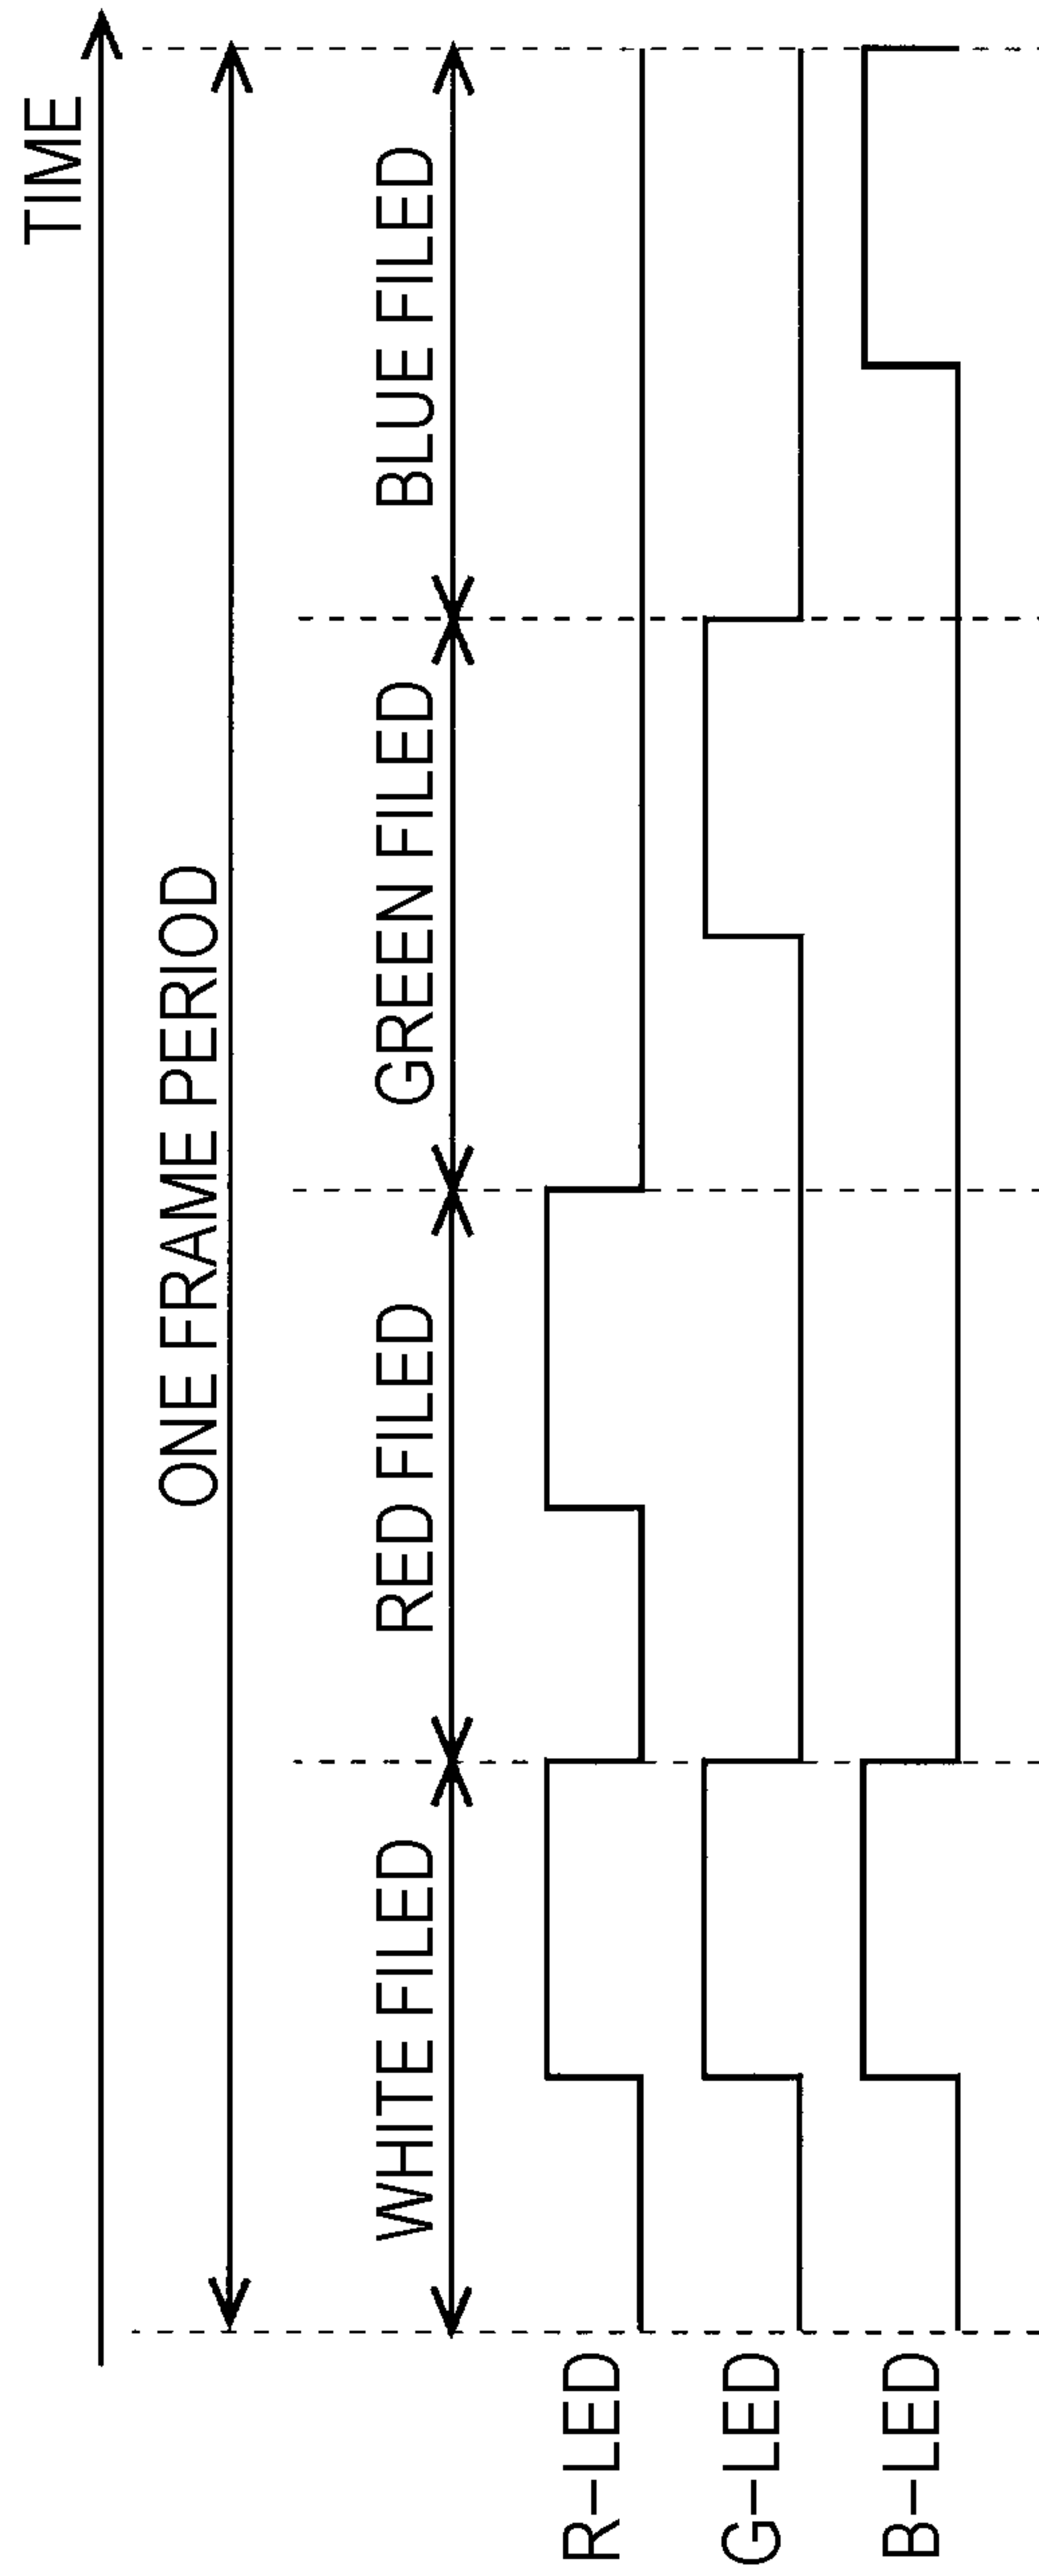 TIME
ONE FRAME PERIOD
WHITE FILED
RED FILED
GREEN FILED
BLUE FILED
R-LED
G-LED
B-LED